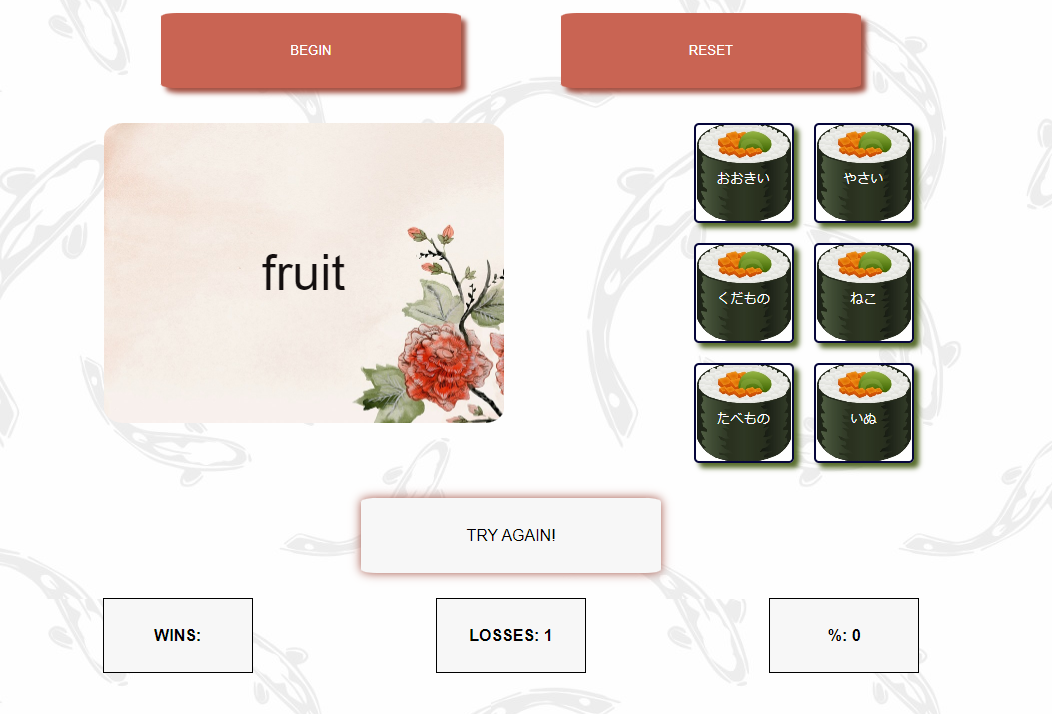 BEGIN
RESET
fruit
おおきい
やさい
くだもの
ねこ
たべもの
いぬ
TRY AGAIN!
WINS:
LOSSES: 1
%: 0